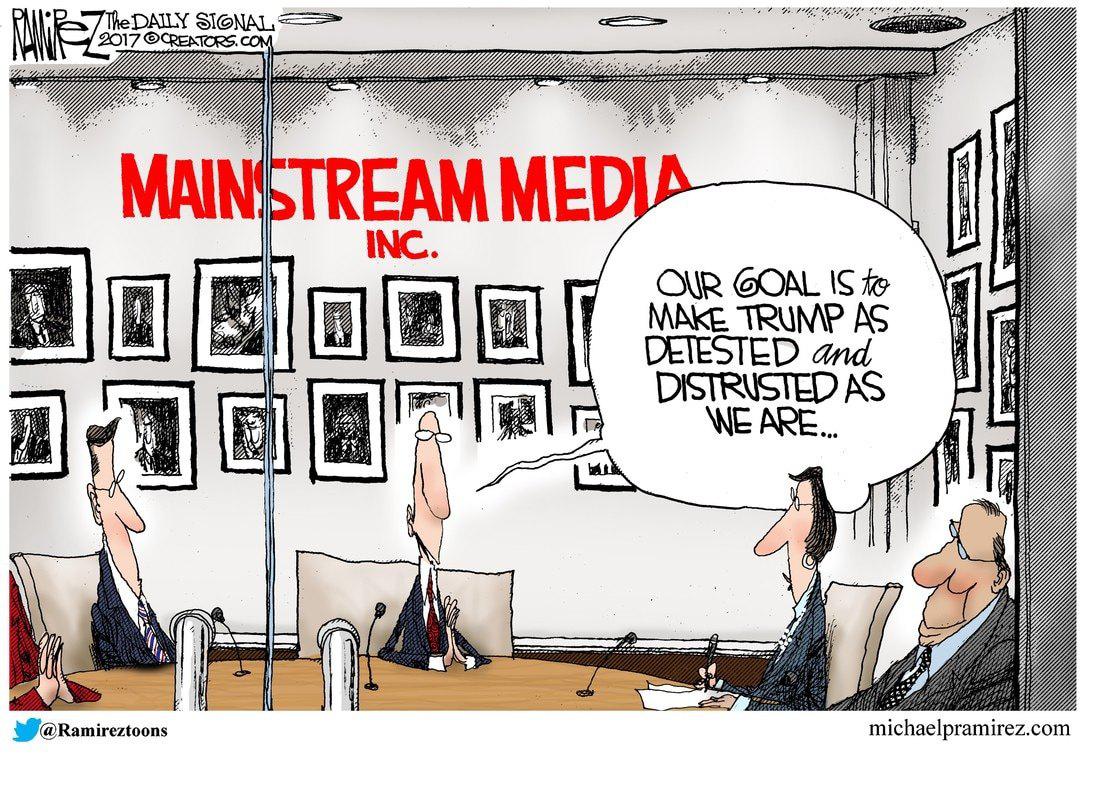 RAMIREZ The DAILY SIGNAL
2017 © CREATORS.COM
MAINSTREAM MEDIA
INC.
OUR GOAL IS to
MAKE TRUMP AS
DETESTED and
DISTRUSTED AS
WE ARE...
@Ramireztoons
michaelpramirez.com